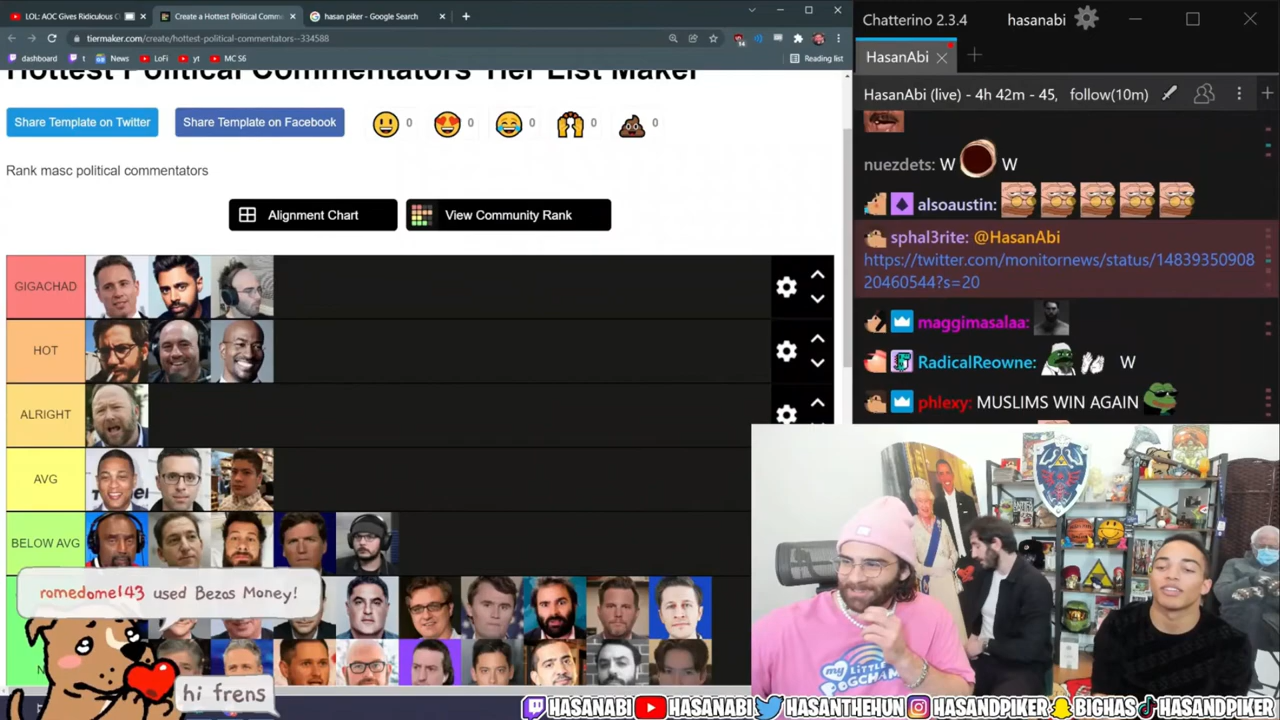 LOL: AOC Gives Ridiculous C
Create a Hottest Political Comme
hasan piker - Google Search
tiermaker.com/create/hottest-political-commentators--334588
dashboard
t
News
LoFi
yt
MC S6
Reading list
Hottest Political Commentators Tier List Maker
Share Template on Twitter
Share Template on Facebook
0
0
0
0
0
Rank masc political commentators
Alignment Chart
View Community Rank
GIGACHAD
HOT
ALRIGHT
AVG
BELOW AVG
romedome143 used Bezos Money!
hi frens
Chatterino 2.3.4
hasanabi
HasanAbi
HasanAbi (live) - 4h 42m - 45,
follow(10m)
nuezdets: W W
alsoaustin:
sphal3rite: @HasanAbi
https://twitter.com/monitornews/status/14839350908
20460544?s=20
maggimasalaa:
RadicalReowne: W
phlexy: MUSLIMS WIN AGAIN
my LITTLE
POGCHAMP
HASANABI
HASANABI
HASANTHEHUN
HASANDPIKER
BIGHAS
HASANDPIKER